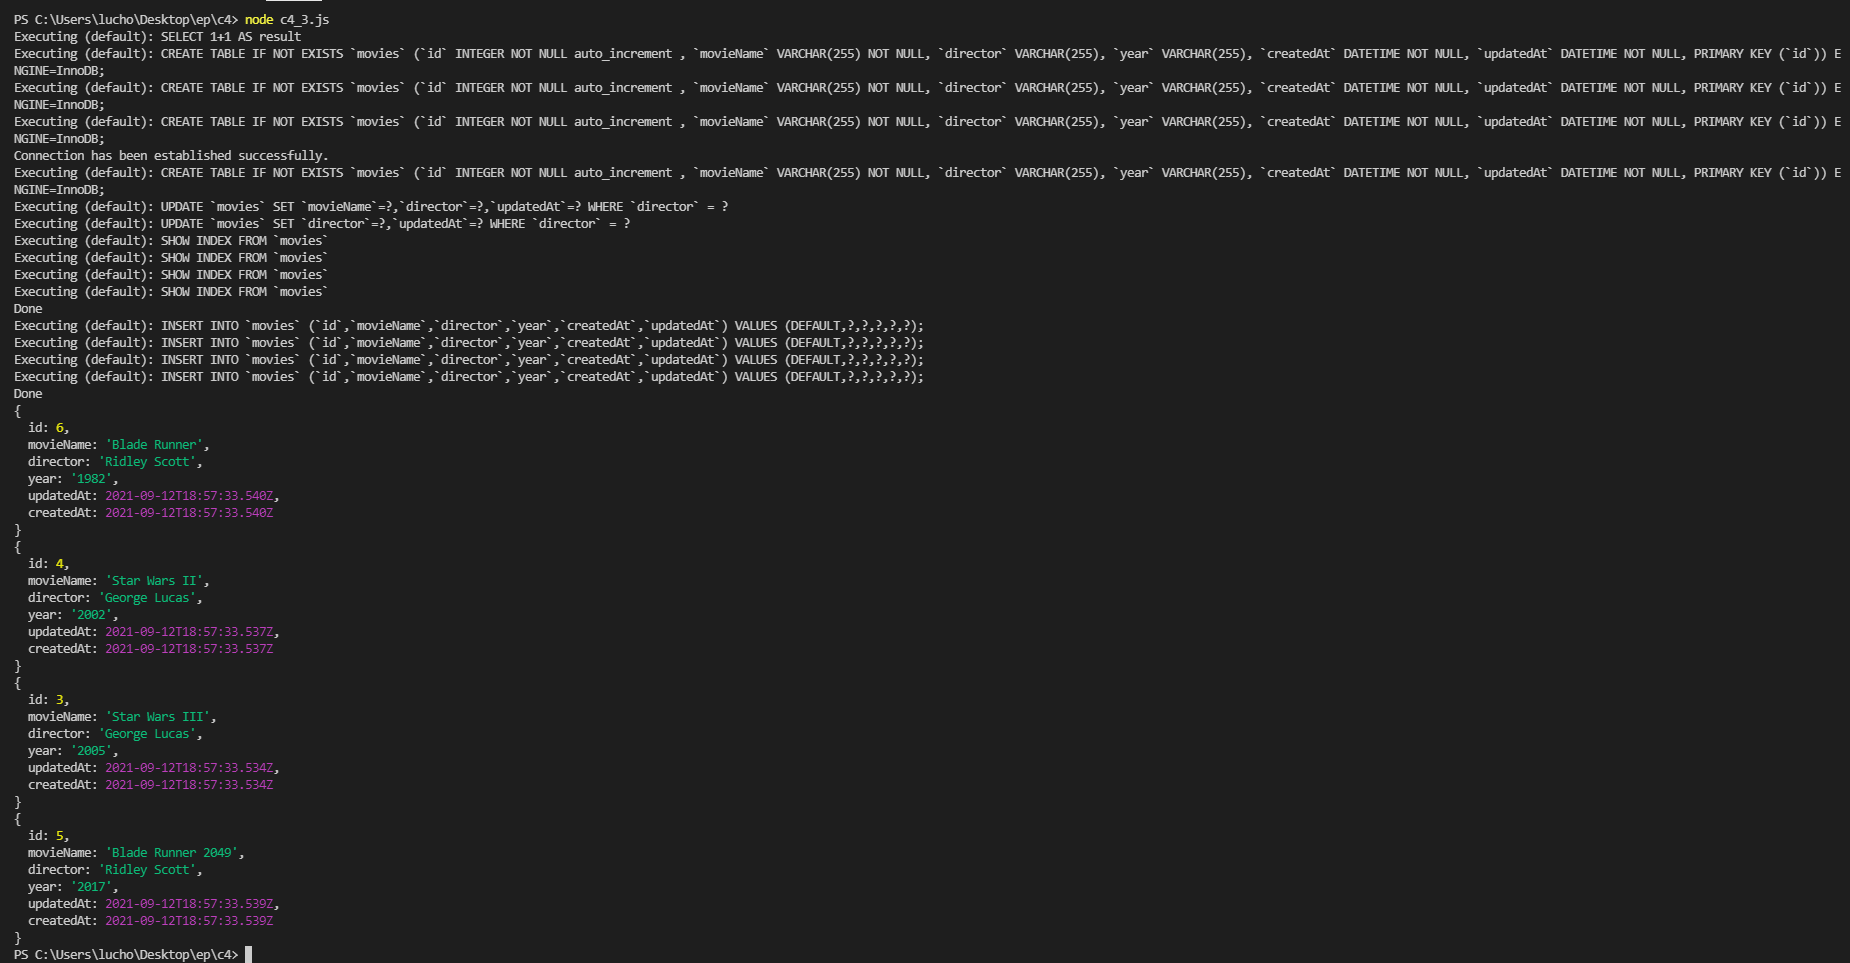 PS C:\Users\lucho\Desktop\ep\c4> node c4_3.js
Executing (default): SELECT 1+1 AS result
Executing (default): CREATE TABLE IF NOT EXISTS `movies` (`id` INTEGER NOT NULL auto_increment , `movieName` VARCHAR(255) NOT NULL, `director` VARCHAR(255), `year` VARCHAR(255), `createdAt` DATETIME NOT NULL, `updatedAt` DATETIME NOT NULL, PRIMARY KEY (`id`)) E
NGINE=InnoDB;
Executing (default): CREATE TABLE IF NOT EXISTS `movies` (`id` INTEGER NOT NULL auto_increment , `movieName` VARCHAR(255) NOT NULL, `director` VARCHAR(255), `year` VARCHAR(255), `createdAt` DATETIME NOT NULL, `updatedAt` DATETIME NOT NULL, PRIMARY KEY (`id`)) E
NGINE=InnoDB;
Executing (default): CREATE TABLE IF NOT EXISTS `movies` (`id` INTEGER NOT NULL auto_increment , `movieName` VARCHAR(255) NOT NULL, `director` VARCHAR(255), `year` VARCHAR(255), `createdAt` DATETIME NOT NULL, `updatedAt` DATETIME NOT NULL, PRIMARY KEY (`id`)) E
NGINE=InnoDB;
Connection has been established successfully.
Executing (default): CREATE TABLE IF NOT EXISTS `movies` (`id` INTEGER NOT NULL auto_increment , `movieName` VARCHAR(255) NOT NULL, `director` VARCHAR(255), `year` VARCHAR(255), `createdAt` DATETIME NOT NULL, `updatedAt` DATETIME NOT NULL, PRIMARY KEY (`id`)) E
NGINE=InnoDB;
Executing (default): UPDATE `movies` SET `movieName`=?,`director`=?,`updatedAt`=? WHERE `director` = ?
Executing (default): UPDATE `movies` SET `director`=?,`updatedAt`=? WHERE `director` = ?
Executing (default): SHOW INDEX FROM `movies`
Executing (default): SHOW INDEX FROM `movies`
Executing (default): SHOW INDEX FROM `movies`
Executing (default): SHOW INDEX FROM `movies`
Done
Executing (default): INSERT INTO `movies` (`id`,`movieName`,`director`,`year`,`createdAt`,`updatedAt`) VALUES (DEFAULT,?,?,?,?,?);
Executing (default): INSERT INTO `movies` (`id`,`movieName`,`director`,`year`,`createdAt`,`updatedAt`) VALUES (DEFAULT,?,?,?,?,?);
Executing (default): INSERT INTO `movies` (`id`,`movieName`,`director`,`year`,`createdAt`,`updatedAt`) VALUES (DEFAULT,?,?,?,?,?);
Executing (default): INSERT INTO `movies` (`id`,`movieName`,`director`,`year`,`createdAt`,`updatedAt`) VALUES (DEFAULT,?,?,?,?,?);
Done
{
  id: 6,
  movieName: 'Blade Runner',
  director: 'Ridley Scott',
  year: '1982',
  updatedAt: 2021-09-12T18:57:33.540Z,
  createdAt: 2021-09-12T18:57:33.540Z
}
{
  id: 4,
  movieName: 'Star Wars II',
  director: 'George Lucas',
  year: '2002',
  updatedAt: 2021-09-12T18:57:33.537Z,
  createdAt: 2021-09-12T18:57:33.537Z
}
{
  id: 3,
  movieName: 'Star Wars III',
  director: 'George Lucas',
  year: '2005',
  updatedAt: 2021-09-12T18:57:33.534Z,
  createdAt: 2021-09-12T18:57:33.534Z
}
{
  id: 5,
  movieName: 'Blade Runner 2049',
  director: 'Ridley Scott',
  year: '2017',
  updatedAt: 2021-09-12T18:57:33.539Z,
  createdAt: 2021-09-12T18:57:33.539Z
}
PS C:\Users\lucho\Desktop\ep\c4>